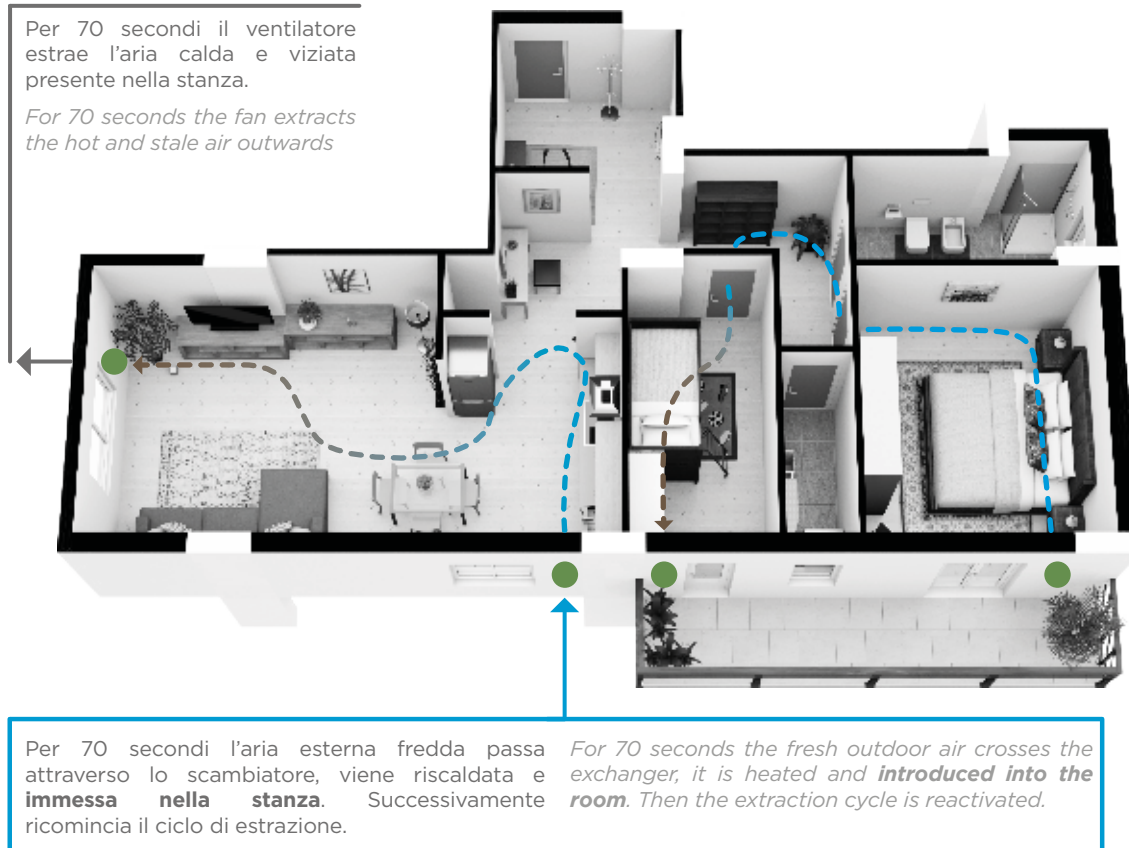 Per 70 secondi il ventilatore
estrae l’aria calda e viziata
presente nella stanza.
For 70 seconds the fan extracts
the hot and stale air outwards
Per 70 secondi l’aria esterna fredda passa
attraverso lo scambiatore, viene riscaldata e
immessa nella stanza. Successivamente
ricomincia il ciclo di estrazione.
For 70 seconds the fresh outdoor air crosses the
exchanger, it is heated and introduced into the
room. Then the extraction cycle is reactivated.